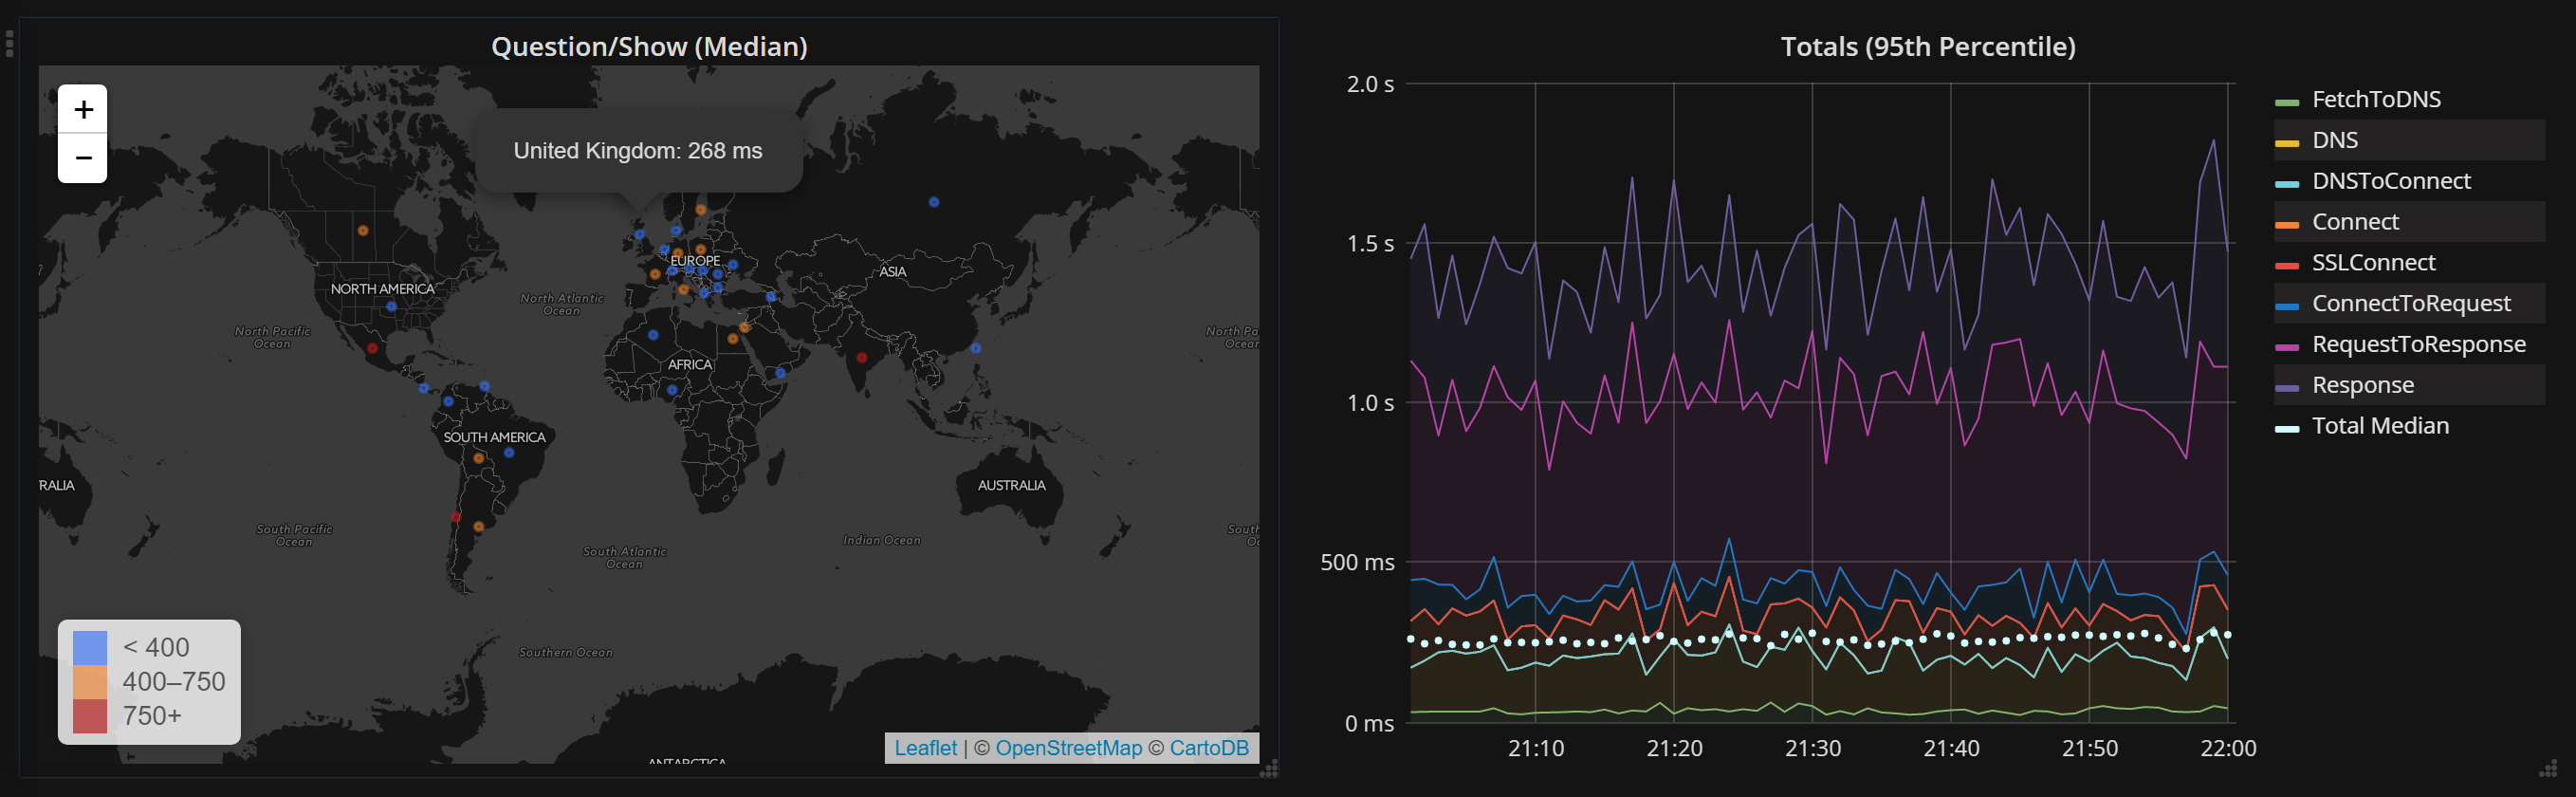 Question/Show (Median)
+
−
United Kingdom: 268 ms
EUROPE
ASIA
NORTH AMERICA
North Atlantic
Ocean
North Pacific
Ocean
North Pa
Ocean
AFRICA
SOUTH AMERICA
RALIA
AUSTRALIA
South Pacific
Ocean
South
Oc
Indian Ocean
South Atlantic
Ocean
Southern Ocean
< 400
400–750
750+
ANTARCTICA
Leaflet | © OpenStreetMap © CartoDB
Totals (95th Percentile)
2.0 s
1.5 s
1.0 s
500 ms
0 ms
21:10
21:20
21:30
21:40
21:50
22:00
FetchToDNS
DNS
DNSToConnect
Connect
SSLConnect
ConnectToRequest
RequestToResponse
Response
Total Median